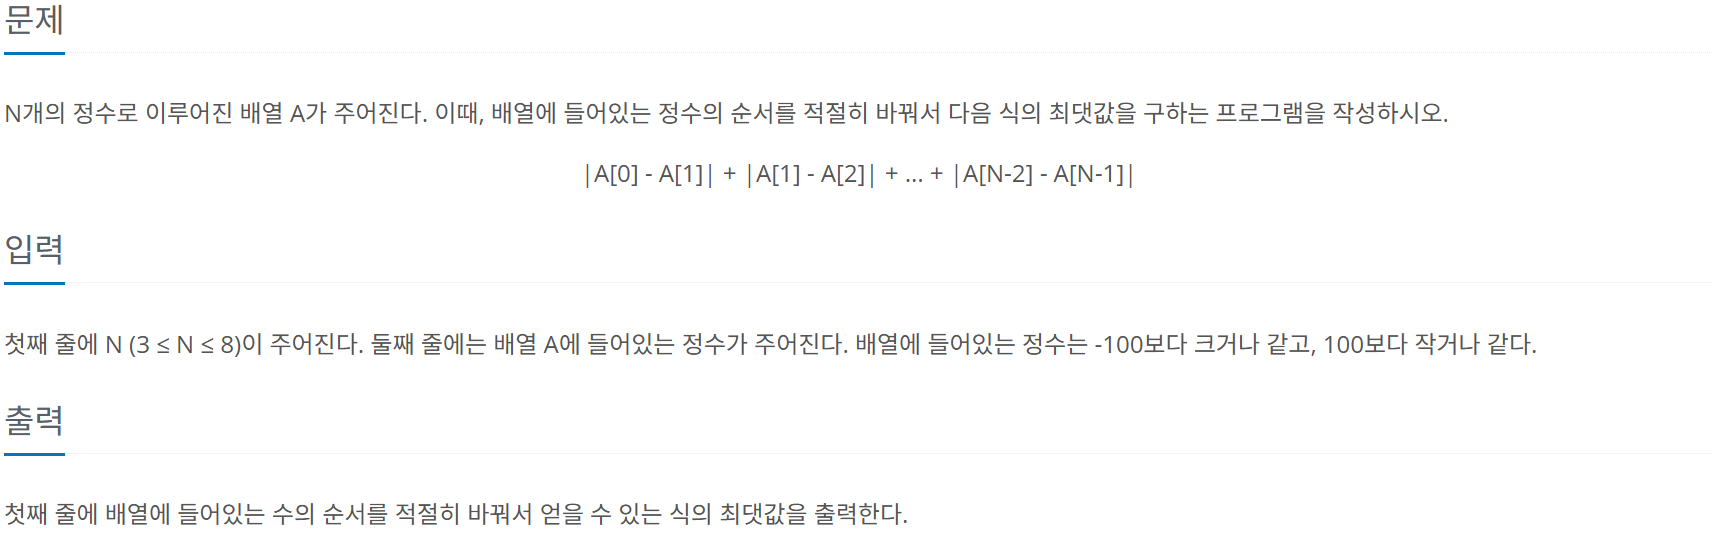 문제
N개의 정수로 이루어진 배열 A가 주어진다. 이때, 배열에 들어있는 정수의 순서를 적절히 바꿔서 다음 식의 최댓값을 구하는 프로그램을 작성하시오.
|A[0] - A[1]| + |A[1] - A[2]| + ... + |A[N-2] - A[N-1]|
입력
첫째 줄에 N (3 ≤ N ≤ 8)이 주어진다. 둘째 줄에는 배열 A에 들어있는 정수가 주어진다. 배열에 들어있는 정수는 -100보다 크거나 같고, 100보다 작거나 같다.
출력
첫째 줄에 배열에 들어있는 수의 순서를 적절히 바꿔서 얻을 수 있는 식의 최댓값을 출력한다.